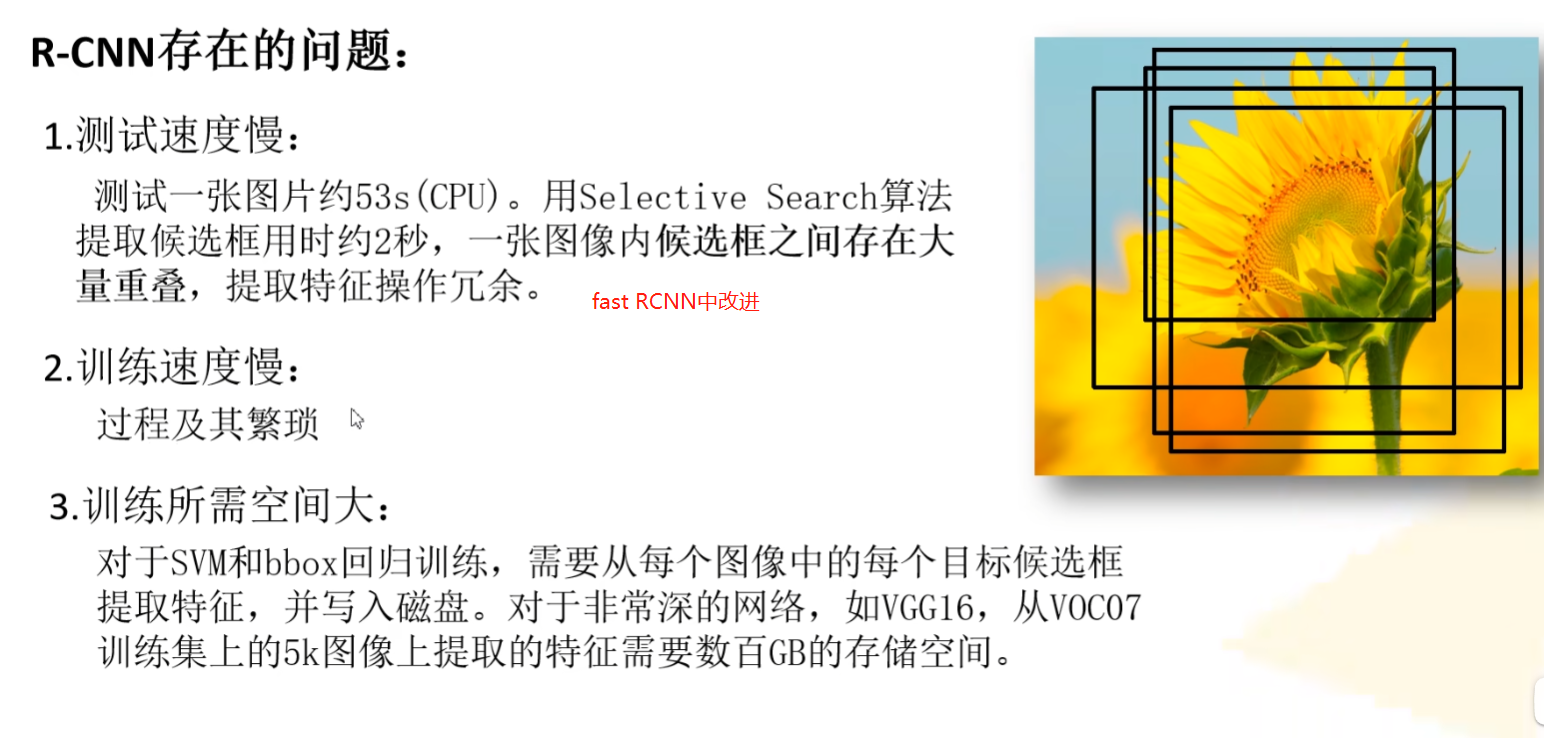 R-CNN存在的问题：
1.测试速度慢：
测试一张图片约53s(CPU)。用Selective Search算法
提取候选框用时约2秒，一张图像内候选框之间存在大
量重叠，提取特征操作冗余。
fast RCNN中改进
2.训练速度慢：
过程及其繁琐
3.训练所需空间大：
对于SVM和bbox回归训练，需要从每个图像中的每个目标候选框
提取特征，并写入磁盘。对于非常深的网络，如VGG16，从VOC07
训练集上的5k图像上提取的特征需要数百GB的存储空间。